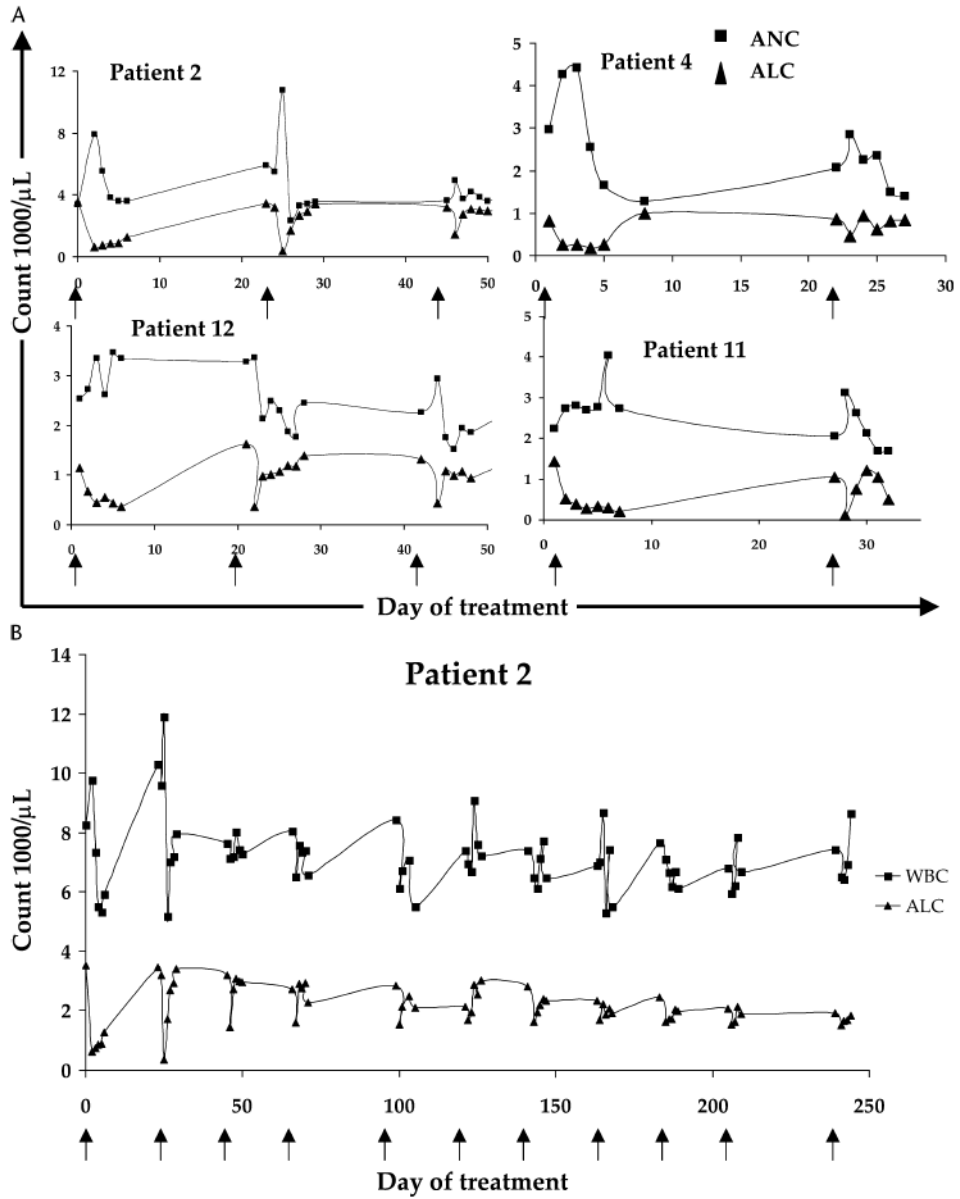 A
Count 1000/μL
Patient 2
12
8
4
0
0 10 20 30 40 50
Patient 4
ANC
ALC
5
4
3
2
1
0
0 5 10 15 20 25 30
Patient 12
4
3
2
1
0
0 10 20 30 40 50
Patient 11
5
4
3
2
1
0
0 10 20 30
Day of treatment
B
Patient 2
Count 1000/μL
14
12
10
8
6
4
2
0
0 50 100 150 200 250
WBC
ALC
Day of treatment